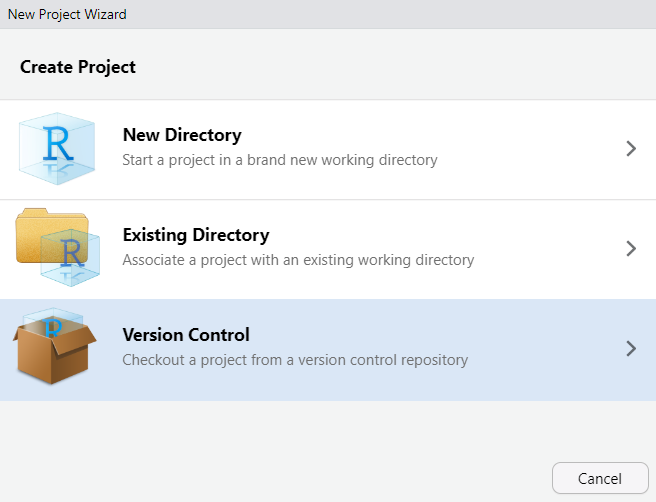 New Project Wizard
Create Project
R
New Directory
Start a project in a brand new working directory
R
Existing Directory
Associate a project with an existing working directory
R
Version Control
Checkout a project from a version control repository
Cancel